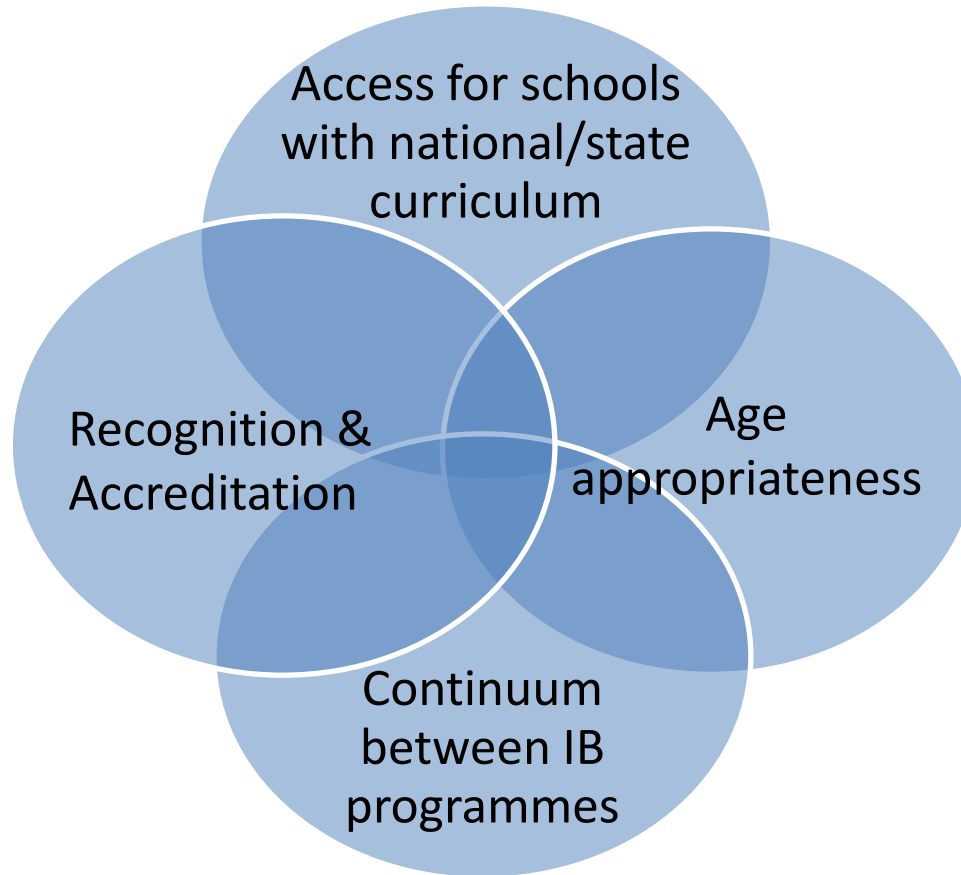 Access for schools
with national/state
curriculum
Recognition &
Accreditation
Age
appropriateness
Continuum
between IB
programmes